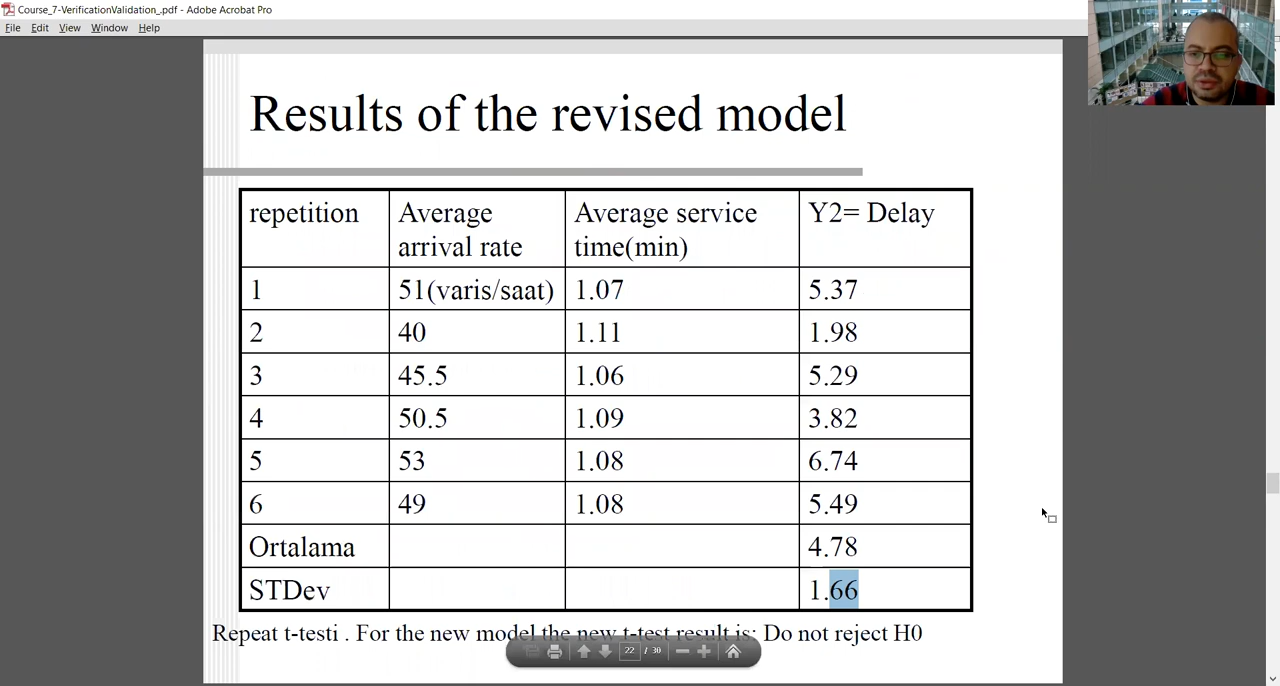 Course_7-VerificationValidation_.pdf - Adobe Acrobat Pro
File Edit View Window Help
Results of the revised model
repetition Average arrival rate Average service time(min) Y2= Delay
1 51(varis/saat) 1.07 5.37
2 40 1.11 1.98
3 45.5 1.06 5.29
4 50.5 1.09 3.82
5 53 1.08 6.74
6 49 1.08 5.49
Ortalama 4.78
STDev 1.66
Repeat t-testi . For the new model the new t-test result is: Do not reject H0
22 / 30